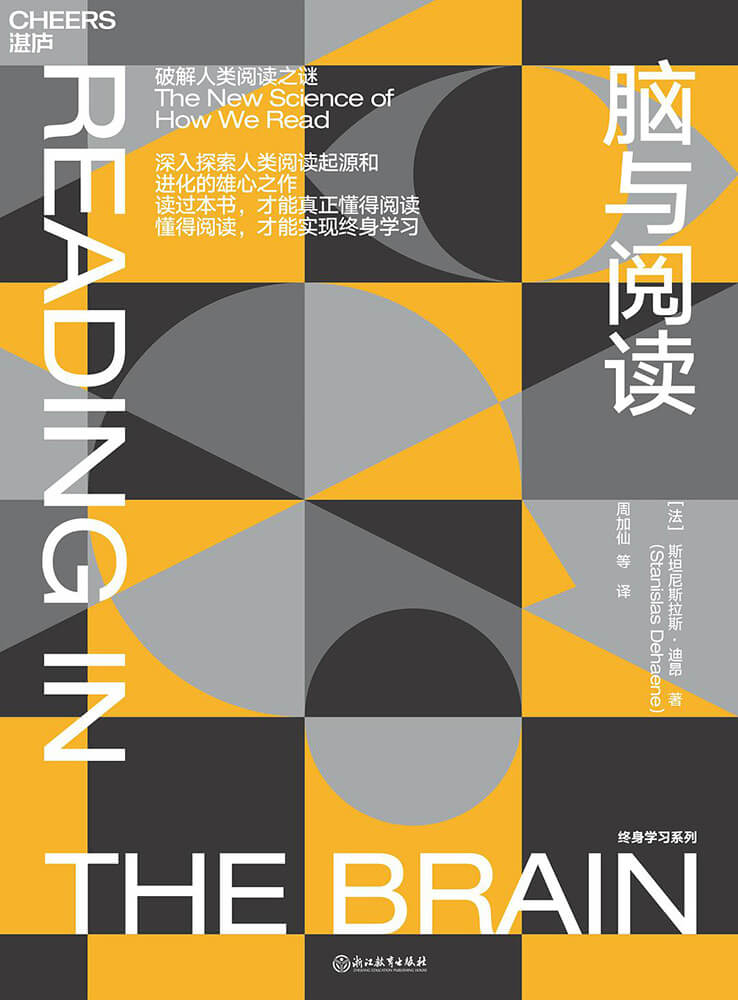 CHEERS
湛庐
破解人类阅读之谜
The New Science of
How We Read
深入探索人类阅读起源和
进化的雄心之作
读过本书，才能真正懂得阅读
懂得阅读，才能实现终身学习
脑与阅读
READING IN
THE BRAIN
[法] 斯坦尼斯拉斯·迪昂 著
(Stanislas Dehaene)
周加仙 等 译
终身学习系列
浙江教育出版社
ZHEJIANG EDUCATION PUBLISHING HOUSE